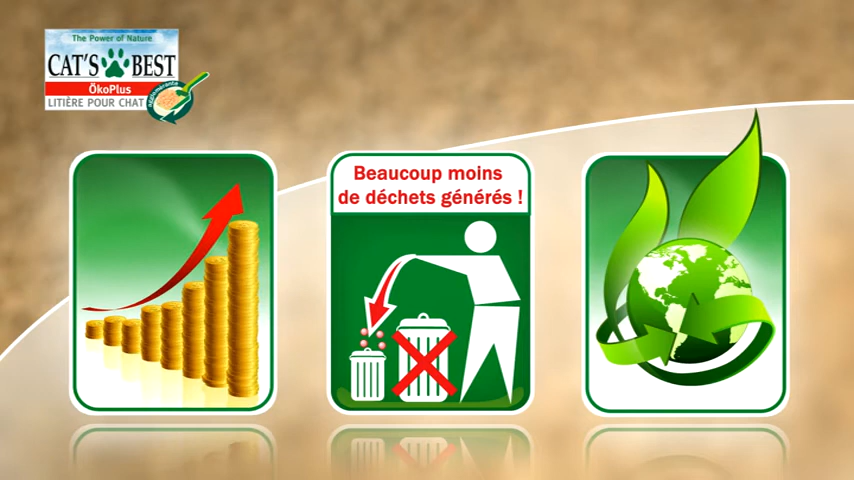 The Power of Nature
CAT'S BEST
ÖkoPlus
LITIÈRE POUR CHAT
Beaucoup moins
de déchets générés !